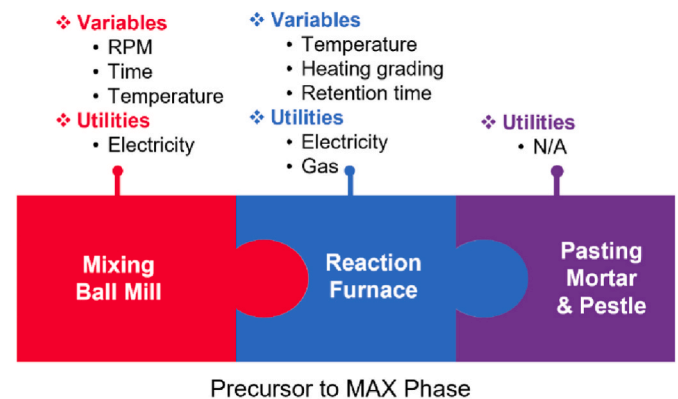 ❖ Variables
• RPM
• Time
• Temperature
❖ Utilities
• Electricity
❖ Variables
• Temperature
• Heating grading
• Retention time
❖ Utilities
• Electricity
• Gas
❖ Utilities
• N/A
Mixing
Ball Mill
Reaction
Furnace
Pasting
Mortar
& Pestle
Precursor to MAX Phase